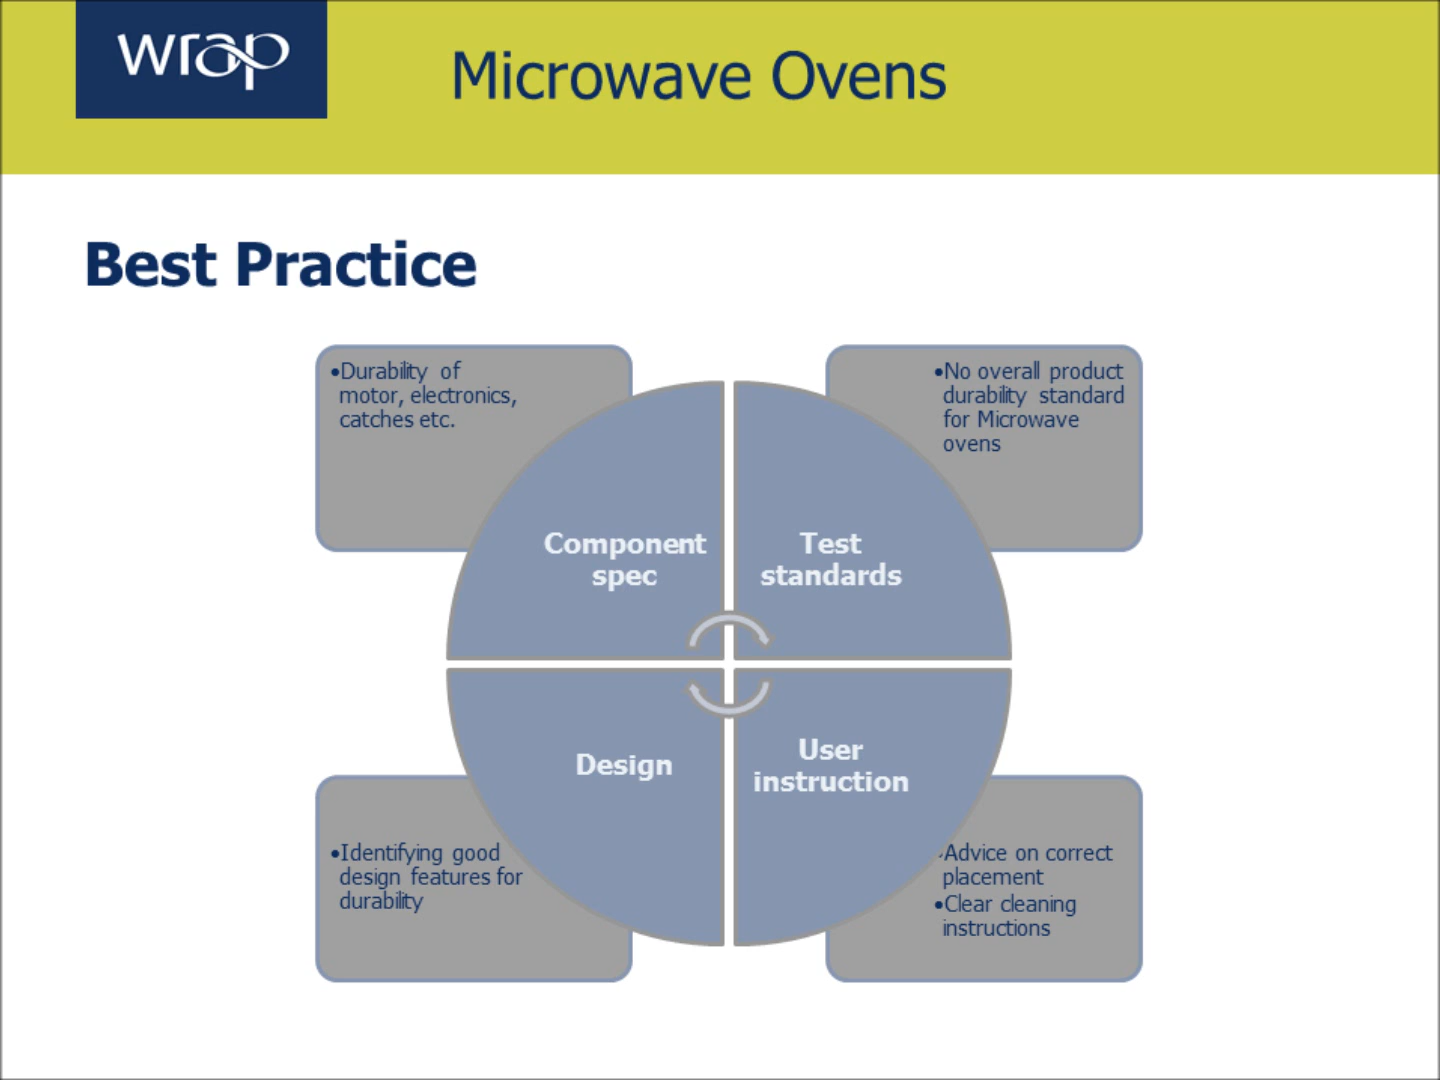 wrap
Microwave Ovens
Best Practice
•Durability of
motor, electronics,
catches etc.
•No overall product
durability standard
for Microwave
ovens
Component
spec
Test
standards
Design
User
instruction
•Identifying good
design features for
durability
•Advice on correct
placement
•Clear cleaning
instructions